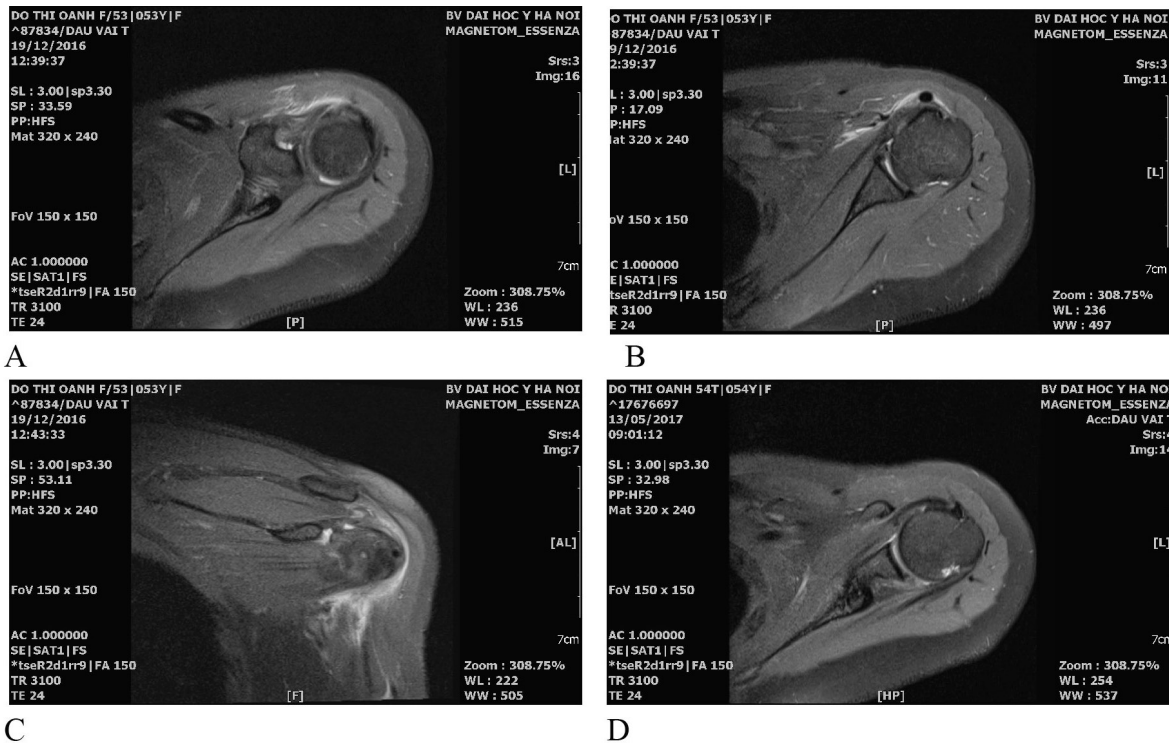 DO THI OANH F/53|053Y|F
^87834/DAU VAI T
19/12/2016
12:39:37
BV DAI HOC Y HA NOI
MAGNETOM_ESSENZA
Srs:3
Img:16
SL : 3.00|sp3.30
SP : 33.59
PP:HFS
Mat 320 x 240
[L]
FoV 150 x 150
7cm
AC 1.000000
SE|SAT1|FS
*tseR2d1rr9|FA 150
TR 3100
TE 24
[P]
Zoom : 308.75%
WL : 236
WW : 515
A
O THI OANH F/53|053Y|F
87834/DAU VAI T
9/12/2016
2:39:37
BV DAI HOC Y HA NO
MAGNETOM_ESSENZA
Srs:3
Img:11
L : 3.00|sp3.30
P : 17.09
P:HFS
at 320 x 240
[L]
oV 150 x 150
7cm
C 1.000000
E|SAT1|FS
tseR2d1rr9|FA 150
R 3100
E 24
[P]
Zoom : 308.75%
WL : 236
WW : 497
B
DO THI OANH F/53|053Y|F
^87834/DAU VAI T
19/12/2016
12:43:33
BV DAI HOC Y HA NOI
MAGNETOM_ESSENZA
Srs:4
Img:7
SL : 3.00|sp3.30
SP : 53.11
PP:HFS
Mat 320 x 240
[AL]
FoV 150 x 150
7cm
AC 1.000000
SE|SAT1|FS
*tseR2d1rr9|FA 150
TR 3100
TE 24
[F]
Zoom : 308.75%
WL : 222
WW : 505
C
DO THI OANH 54T|054Y|F
^17676697
13/05/2017
09:01:12
BV DAI HOC Y HA NO
MAGNETOM_ESSENZA
Acc:DAU VAI
Srs:4
Img:14
SL : 3.00|sp3.30
SP : 32.98
PP:HFS
Mat 320 x 240
[L]
FoV 150 x 150
7cm
AC 1.000000
SE|SAT1|FS
*tseR2d1rr9|FA 150
TR 3100
TE 24
[HP]
Zoom : 308.75%
WL : 254
WW : 537
D